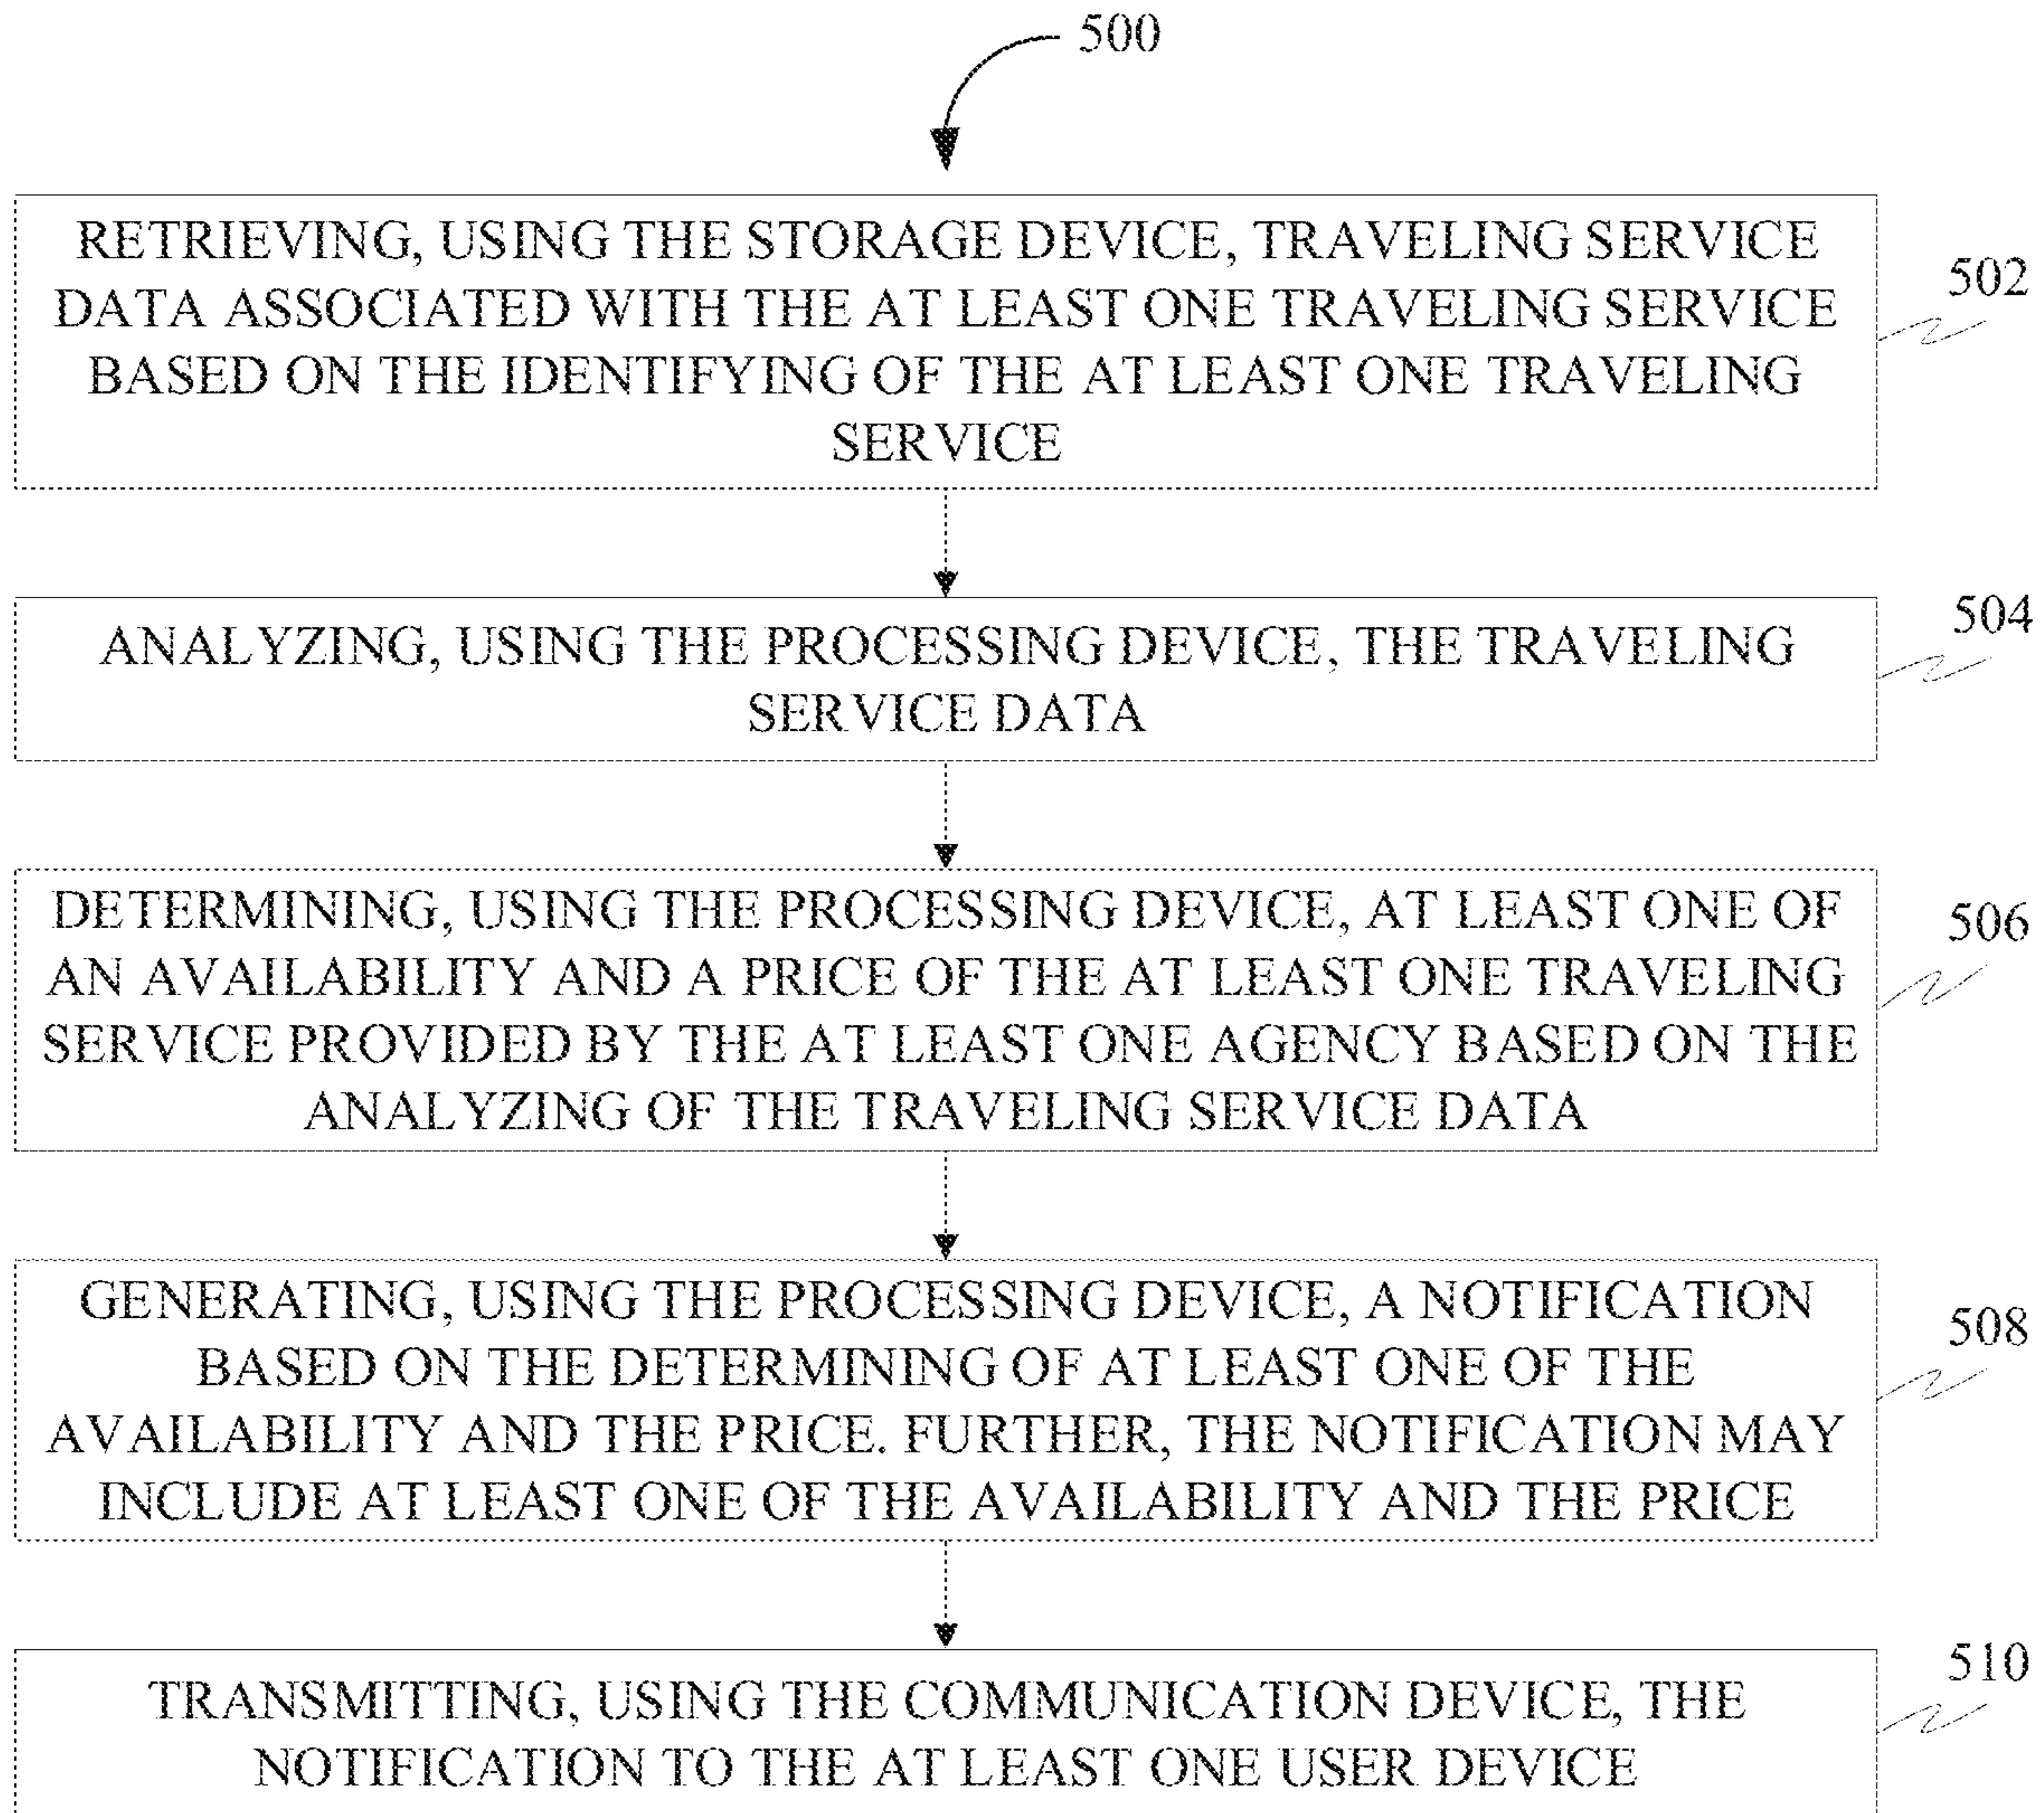 500
RETRIEVING, USING THE STORAGE DEVICE, TRAVELING SERVICE
DATA ASSOCIATED WITH THE AT LEAST ONE TRAVELING SERVICE
BASED ON THE IDENTIFYING OF THE AT LEAST ONE TRAVELING
SERVICE
502
ANALYZING, USING THE PROCESSING DEVICE, THE TRAVELING
SERVICE DATA
504
DETERMINING, USING THE PROCESSING DEVICE, AT LEAST ONE OF
AN AVAILABILITY AND A PRICE OF THE AT LEAST ONE TRAVELING
SERVICE PROVIDED BY THE AT LEAST ONE AGENCY BASED ON THE
ANALYZING OF THE TRAVELING SERVICE DATA
506
GENERATING, USING THE PROCESSING DEVICE, A NOTIFICATION
BASED ON THE DETERMINING OF AT LEAST ONE OF THE
AVAILABILITY AND THE PRICE. FURTHER, THE NOTIFICATION MAY
INCLUDE AT LEAST ONE OF THE AVAILABILITY AND THE PRICE
508
TRANSMITTING, USING THE COMMUNICATION DEVICE, THE
NOTIFICATION TO THE AT LEAST ONE USER DEVICE
510